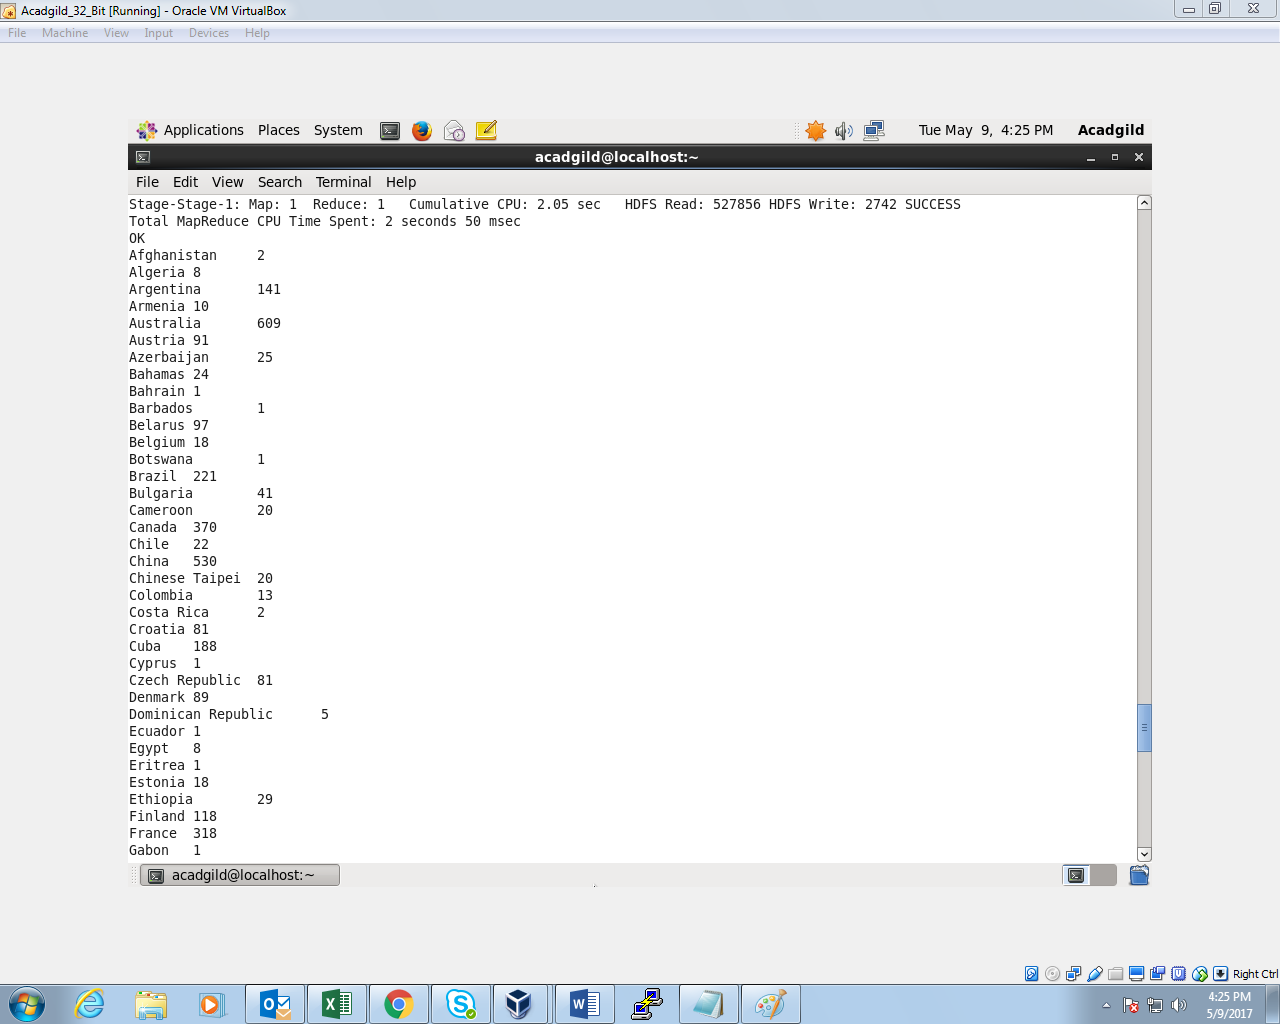 Acadgild_32_Bit [Running] - Oracle VM VirtualBox
File Machine View Input Devices Help
Applications Places System Tue May 9, 4:25 PM Acadgild
acadgild@localhost:~
File Edit View Search Terminal Help
Stage-Stage-1: Map: 1 Reduce: 1 Cumulative CPU: 2.05 sec HDFS Read: 527856 HDFS Write: 2742 SUCCESS
Total MapReduce CPU Time Spent: 2 seconds 50 msec
OK
Afghanistan 2
Algeria 8
Argentina 141
Armenia 10
Australia 609
Austria 91
Azerbaijan 25
Bahamas 24
Bahrain 1
Barbados 1
Belarus 97
Belgium 18
Botswana 1
Brazil 221
Bulgaria 41
Cameroon 20
Canada 370
Chile 22
China 530
Chinese Taipei 20
Colombia 13
Costa Rica 2
Croatia 81
Cuba 188
Cyprus 1
Czech Republic 81
Denmark 89
Dominican Republic 5
Ecuador 1
Egypt 8
Eritrea 1
Estonia 18
Ethiopia 29
Finland 118
France 318
Gabon 1
acadgild@localhost:~
Right Ctrl
4:25 PM
5/9/2017